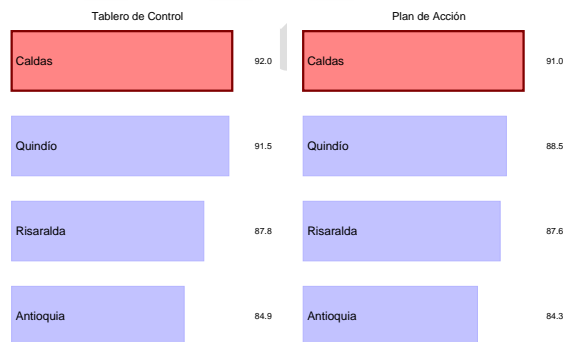 Tablero de Control
Plan de Acción
Caldas 92.0
Caldas 91.0
Quindío 91.5
Quindío 88.5
Risaralda 87.8
Risaralda 87.6
Antioquia 84.9
Antioquia 84.3